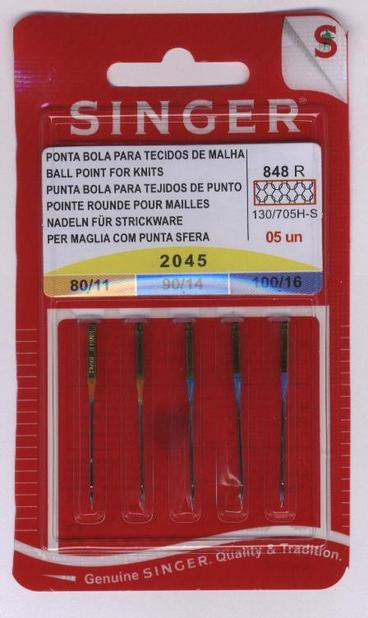 S
SINGER
PONTA BOLA PARA TECIDOS DE MALHA
BALL POINT FOR KNITS
PUNTA BOLA PARA TEJIDOS DE PUNTO
POINTE ROUNDE POUR MAILLES
NADELN FÜR STRICKWARE
PER MAGLIA COM PUNTA SFERA
848 R
130/705H-S
05 un
2045
80/11 90/14 100/16
Genuine SINGER. Quality & Tradition.